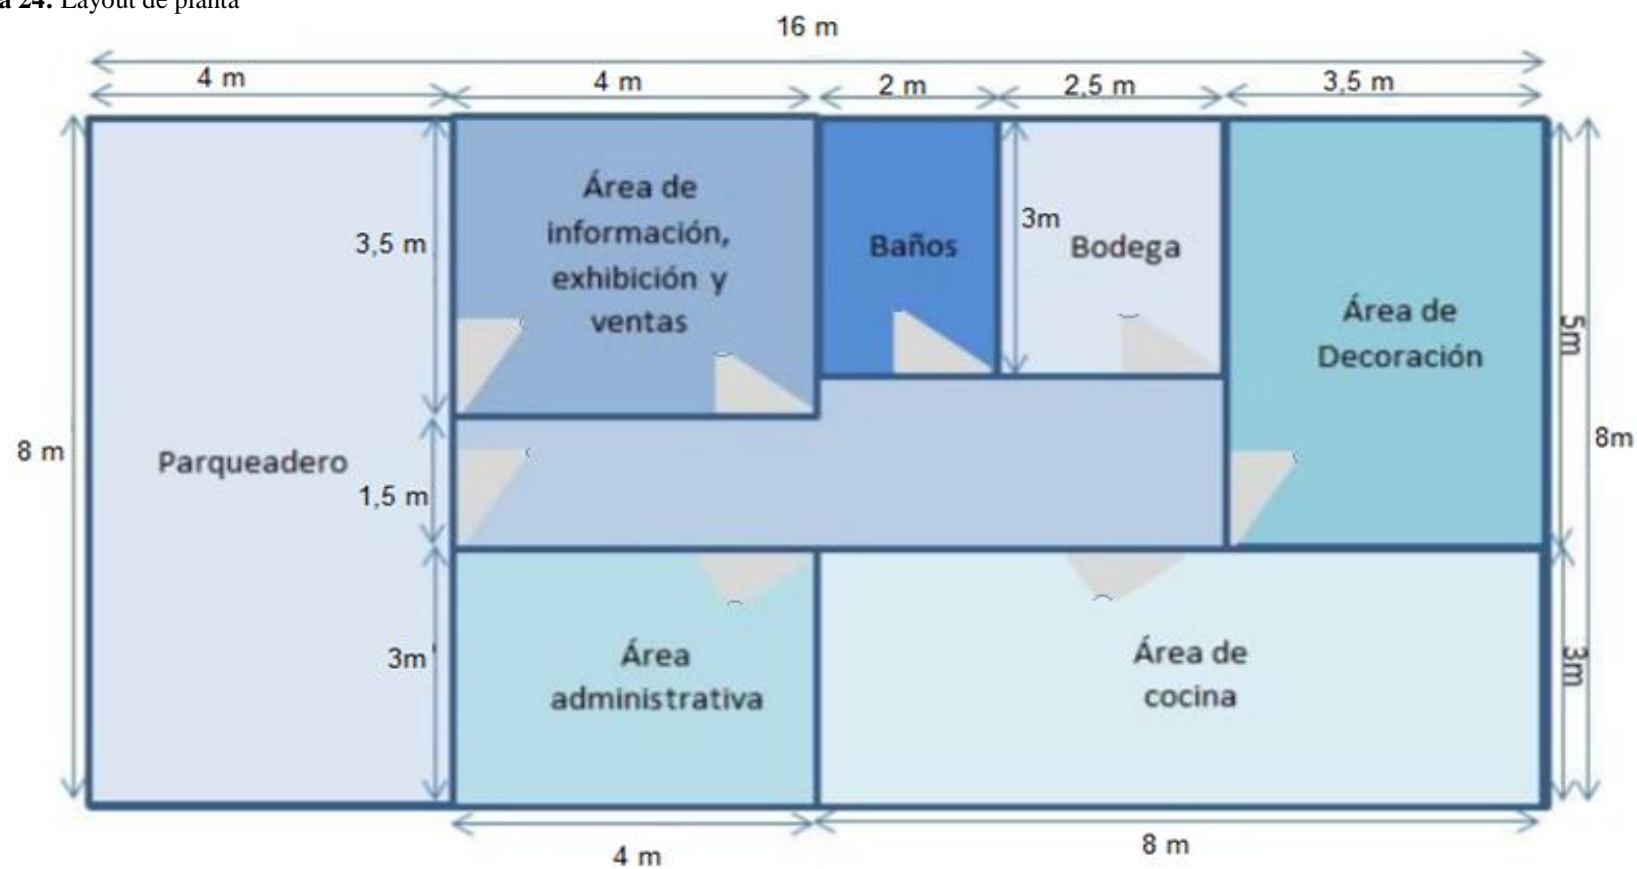 24: Layout de planta
16 m
4 m
4 m
2 m
2,5 m
3,5 m
Área de
información,
exhibición y
ventas
3,5 m
Baños
3m
Bodega
Área de
Decoración
5m
8 m
Parqueadero
1,5 m
8m
3m
Área
administrativa
Área de
cocina
3m
4 m
8 m